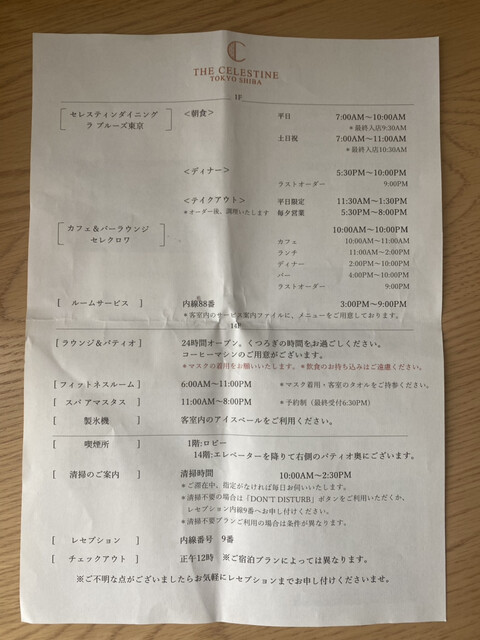 THE CELESTINE
TOKYO SHIBA
1F
[ セレスティンダイニング ラ プルーズ東京 ] <朝食> 平日 7:00AM～10:00AM
＊最終入店9:30AM
土日祝 7:00AM～11:00AM
＊最終入店10:30AM
<ディナー> 5:30PM～10:00PM
ラストオーダー 9:00PM
<テイクアウト> 平日限定 11:30AM～1:30PM
＊オーダー後、調理いたします 毎夕営業 5:30PM～8:00PM
[ カフェ＆バーラウンジ セレクロワ ] 10:00AM～10:00PM
カフェ 10:00AM～11:00AM
ランチ 11:00AM～2:00PM
ディナー 2:00PM～10:00PM
バー 4:00PM～10:00PM
ラストオーダー 9:00PM
[ ルームサービス ] 内線88番 3:00PM～9:00PM
＊客室内のサービス案内ファイルに、メニューをご用意しております。
14F
[ ラウンジ＆パティオ ] 24時間オープン。くつろぎの時間をお過ごしください。
コーヒーマシンのご用意がございます。
＊マスクの着用をお願いいたします。＊飲食のお持ち込みはご遠慮ください。
[ フィットネスルーム ] 6:00AM～11:00PM ＊マスク着用・客室のタオルをご持参ください。
[ スパ アマスタス ] 11:00AM～8:00PM ＊予約制（最終受付6:30PM）
[ 製氷機 ] 客室内のアイスペールをご利用ください。
[ 喫煙所 ] 1階:ロビー
14階:エレベーターを降りて右側のパティオ奥にございます。
[ 清掃のご案内 ] 清掃時間 10:00AM～2:30PM
＊ご滞在中、指定がなければ毎日お伺いいたします。
＊清掃不要の場合は「DON'T DISTURB」ボタンをご利用いただくか、
レセプション内線9番へお申し付けください。
＊清掃不要プランご利用の場合は条件が異なります。
[ レセプション ] 内線番号 9番
[ チェックアウト ] 正午12時 ※ご宿泊プランによっては異なります。
※ご不明な点がございましたらお気軽にレセプションまでお申し付けくださいませ。